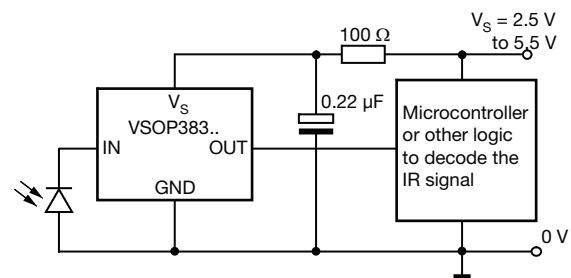 V_S = 2.5 V
to 5.5 V
100 Ω
0.22 µF
V_S
VSOP383..
IN
OUT
GND
Microcontroller
or other logic
to decode the
IR signal
0 V